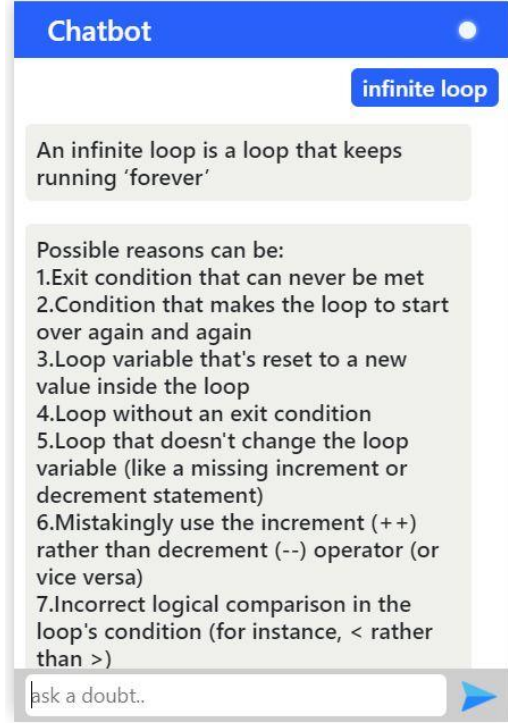 Chatbot
infinite loop
An infinite loop is a loop that keeps
running ‘forever’
Possible reasons can be:
1.Exit condition that can never be met
2.Condition that makes the loop to start
over again and again
3.Loop variable that's reset to a new
value inside the loop
4.Loop without an exit condition
5.Loop that doesn't change the loop
variable (like a missing increment or
decrement statement)
6.Mistakingly use the increment (++)
rather than decrement (--) operator (or
vice versa)
7.Incorrect logical comparison in the
loop's condition (for instance, < rather
than >)
ask a doubt..